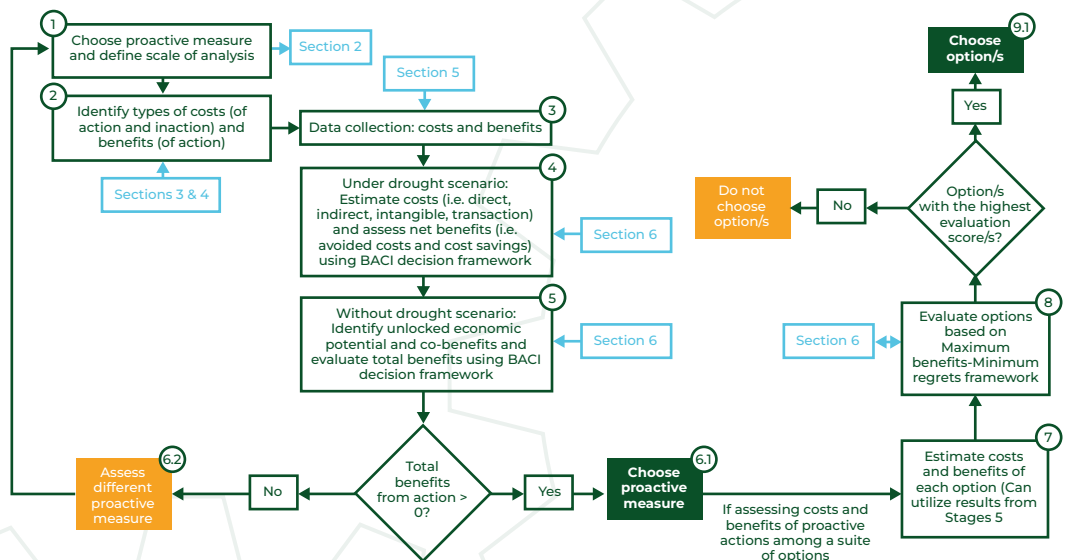 1
Choose proactive measure
and define scale of analysis
Section 2
Section 5
2
Identify types of costs (of
action and inaction) and
benefits (of action)
Sections 3 & 4
3
Data collection: costs and benefits
4
Under drought scenario:
Estimate costs (i.e. direct,
indirect, intangible, transaction)
and assess net benefits (i.e.
avoided costs and cost savings)
using BACI decision framework
Section 6
5
Without drought scenario:
Identify unlocked economic
potential and co-benefits and
evaluate total benefits using BACI
decision framework
Section 6
Total
benefits
from action >
0?
No
6.2
Assess
different
proactive
measure
Yes
6.1
Choose
proactive
measure
If assessing costs and
benefits of proactive
actions among a suite
of options
7
Estimate costs
and benefits of
each option (Can
utilize results from
Stages 5
8
Evaluate options
based on
Maximum
benefits-Minimum
regrets framework
Section 6
Option/s
with the highest
evaluation
score/s?
No
Do not
choose
option/s
Yes
9.1
Choose
option/s